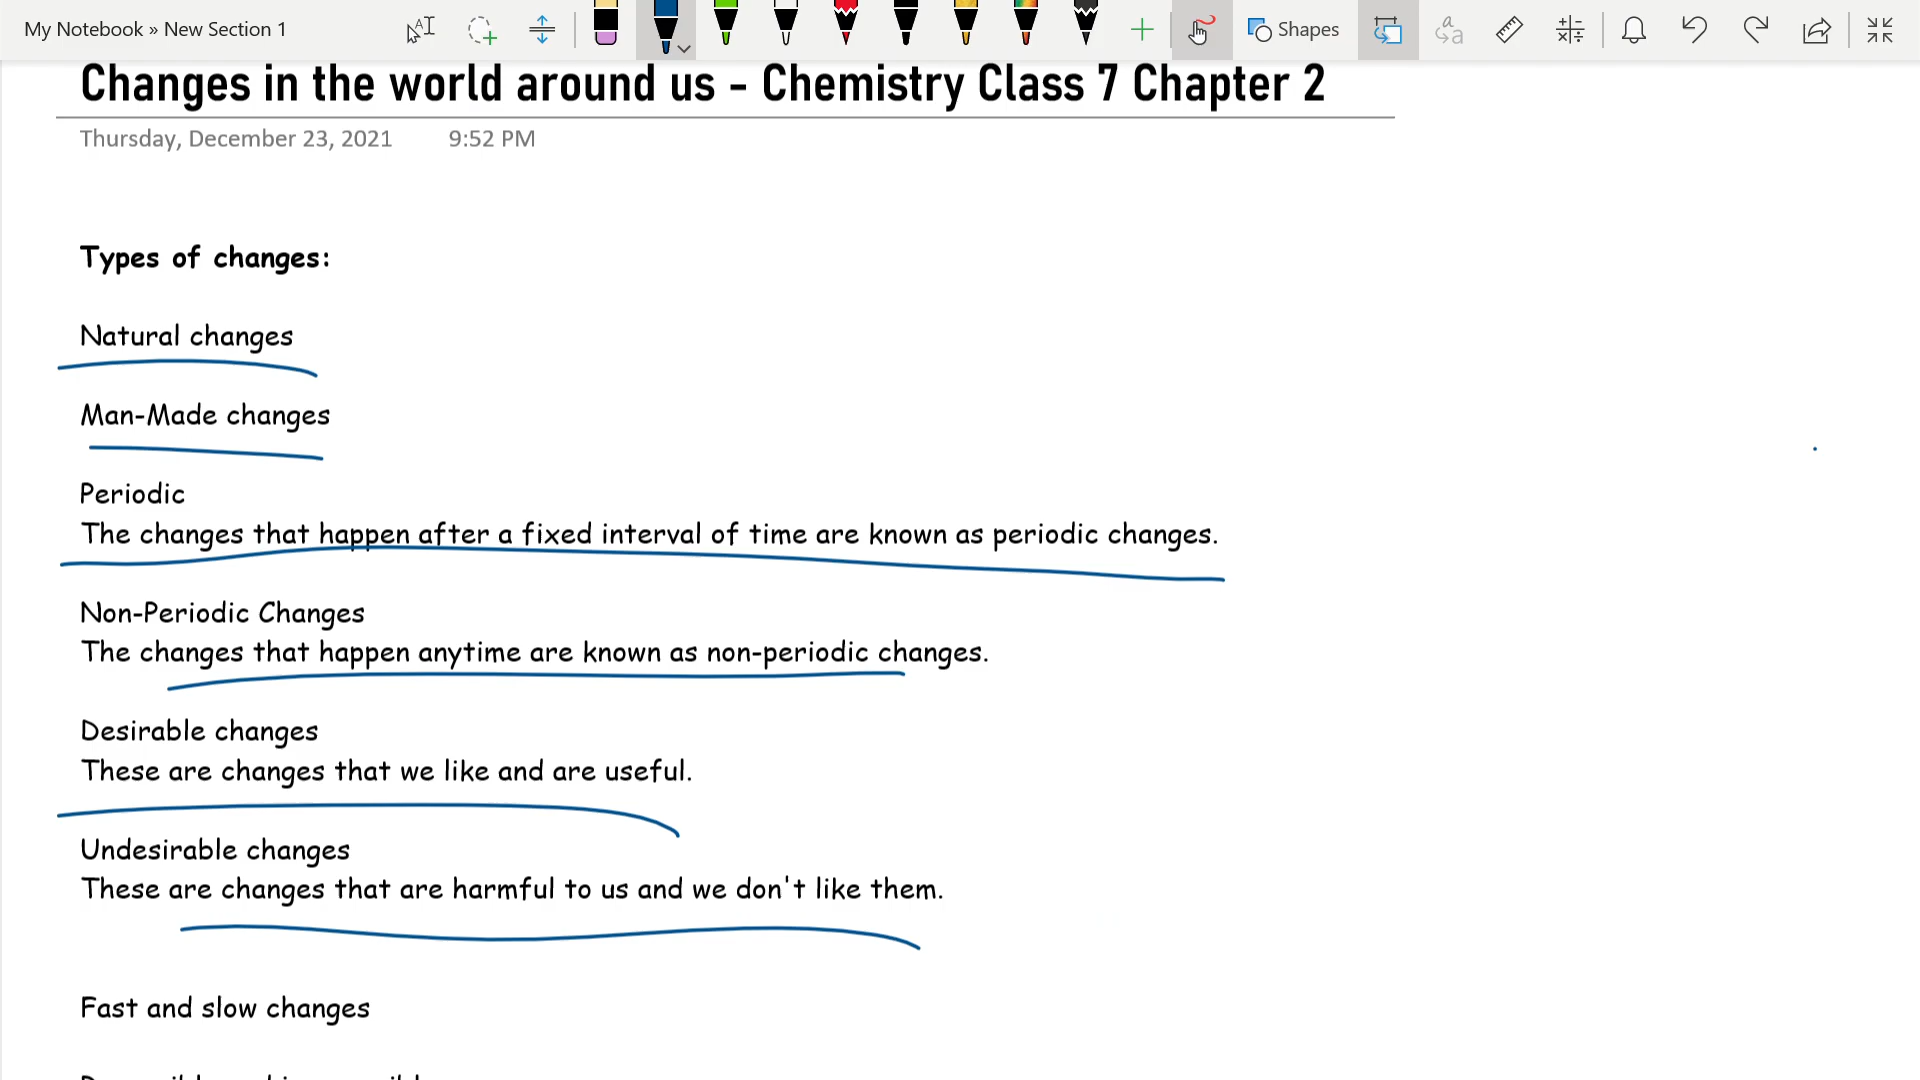 My Notebook » New Section 1
Shapes
Changes in the world around us - Chemistry Class 7 Chapter 2
Thursday, December 23, 2021 9:52 PM
Types of changes:
Natural changes
Man-Made changes
Periodic
The changes that happen after a fixed interval of time are known as periodic changes.
Non-Periodic Changes
The changes that happen anytime are known as non-periodic changes.
Desirable changes
These are changes that we like and are useful.
Undesirable changes
These are changes that are harmful to us and we don't like them.
Fast and slow changes